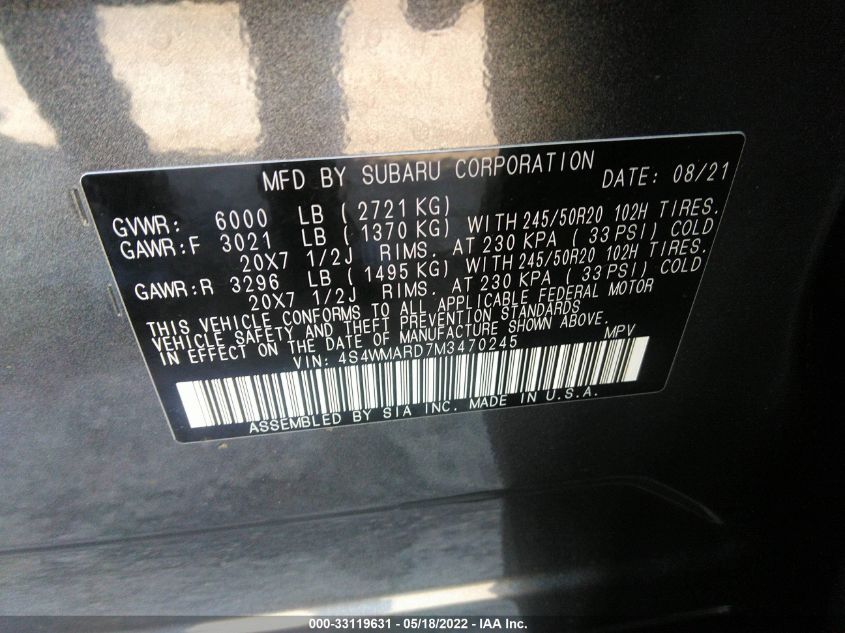 MFD BY SUBARU CORPORATION DATE: 08/21
GVWR: 6000 LB ( 2721 KG)
GAWR:F 3021 LB ( 1370 KG) WITH 245/50R20 102H TIRES.
20X7 1/2J RIMS. AT 230 KPA ( 33 PSI) COLD
GAWR:R 3296 LB ( 1495 KG) WITH 245/50R20 102H TIRES.
20X7 1/2J RIMS. AT 230 KPA ( 33 PSI) COLD
THIS VEHICLE CONFORMS TO ALL APPLICABLE FEDERAL MOTOR
VEHICLE SAFETY AND THEFT PREVENTION STANDARDS
IN EFFECT ON THE DATE OF MANUFACTURE SHOWN ABOVE.
VIN: 4S4WMARD7M3470245 MPV
ASSEMBLED BY SIA INC. MADE IN U.S.A.
000-33119631 - 05/18/2022 - IAA Inc.